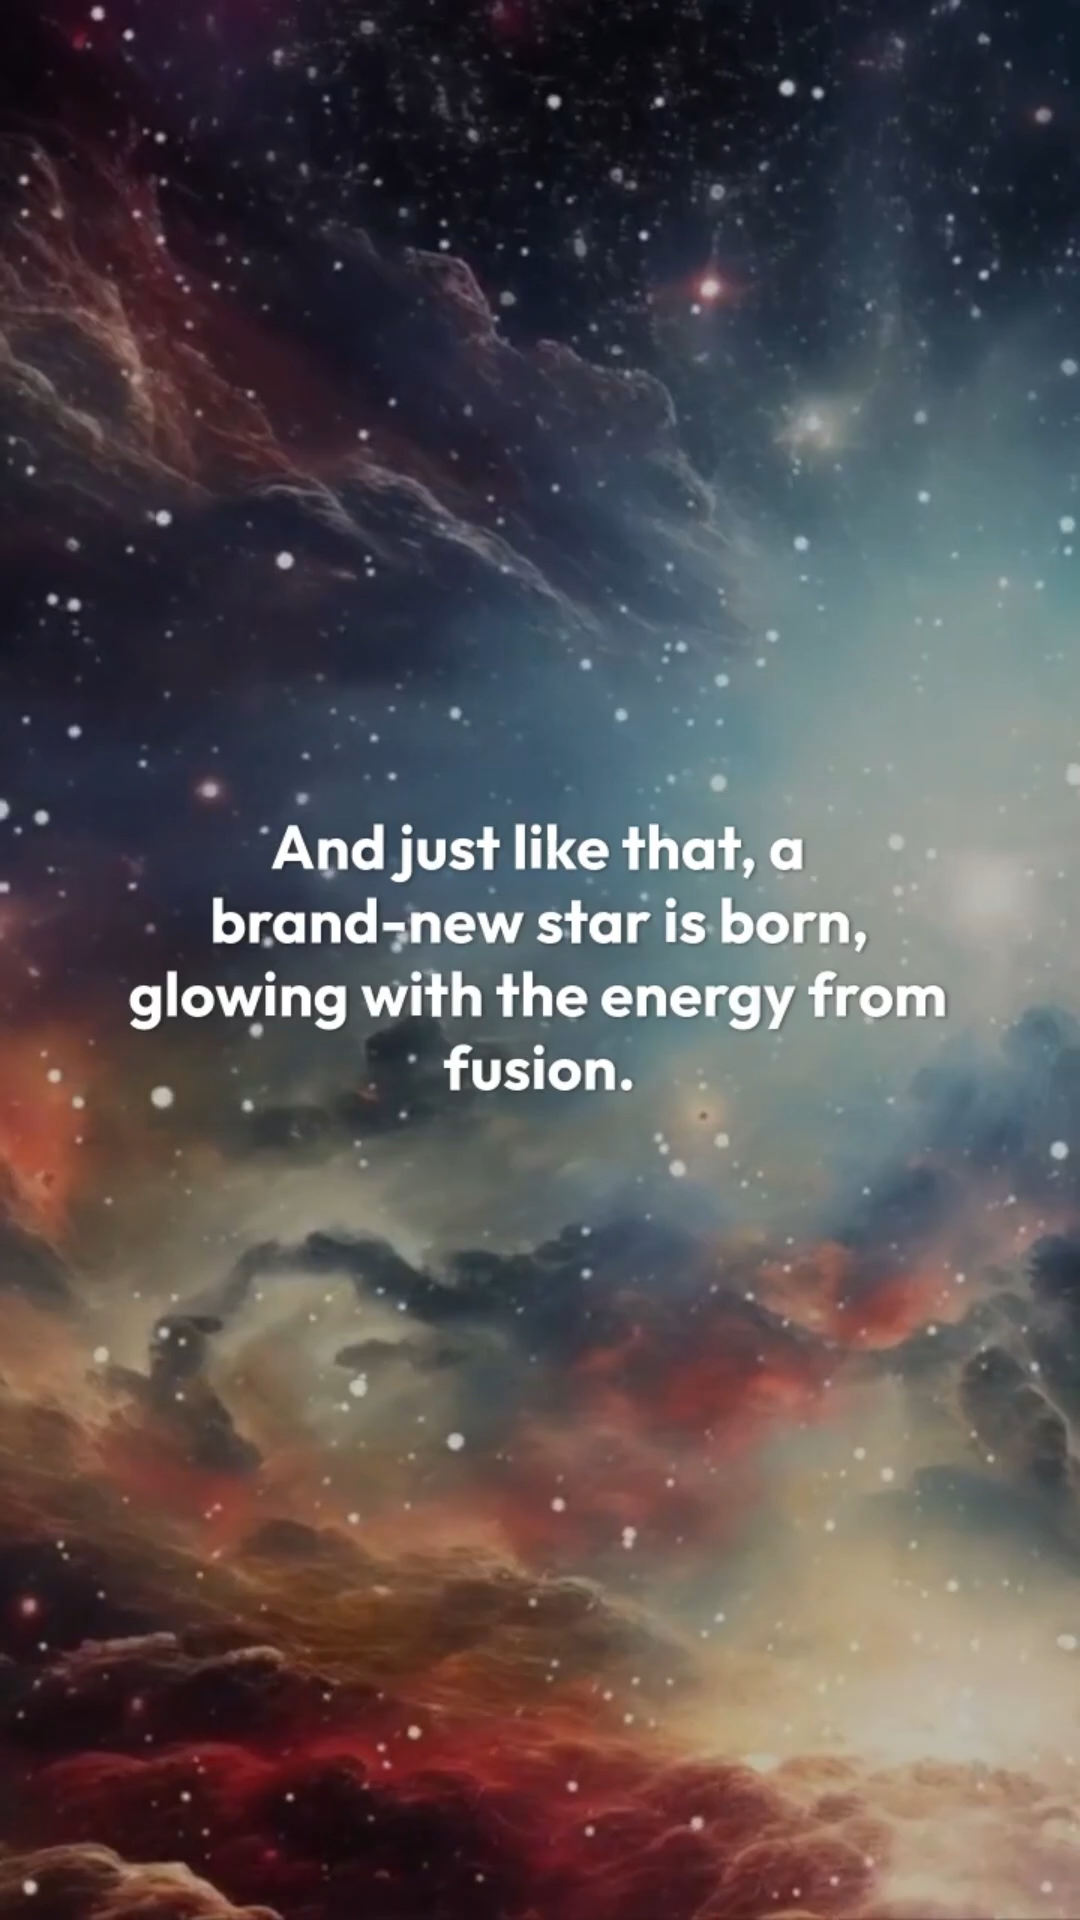 And just like that, a
brand-new star is born,
glowing with the energy from
fusion.